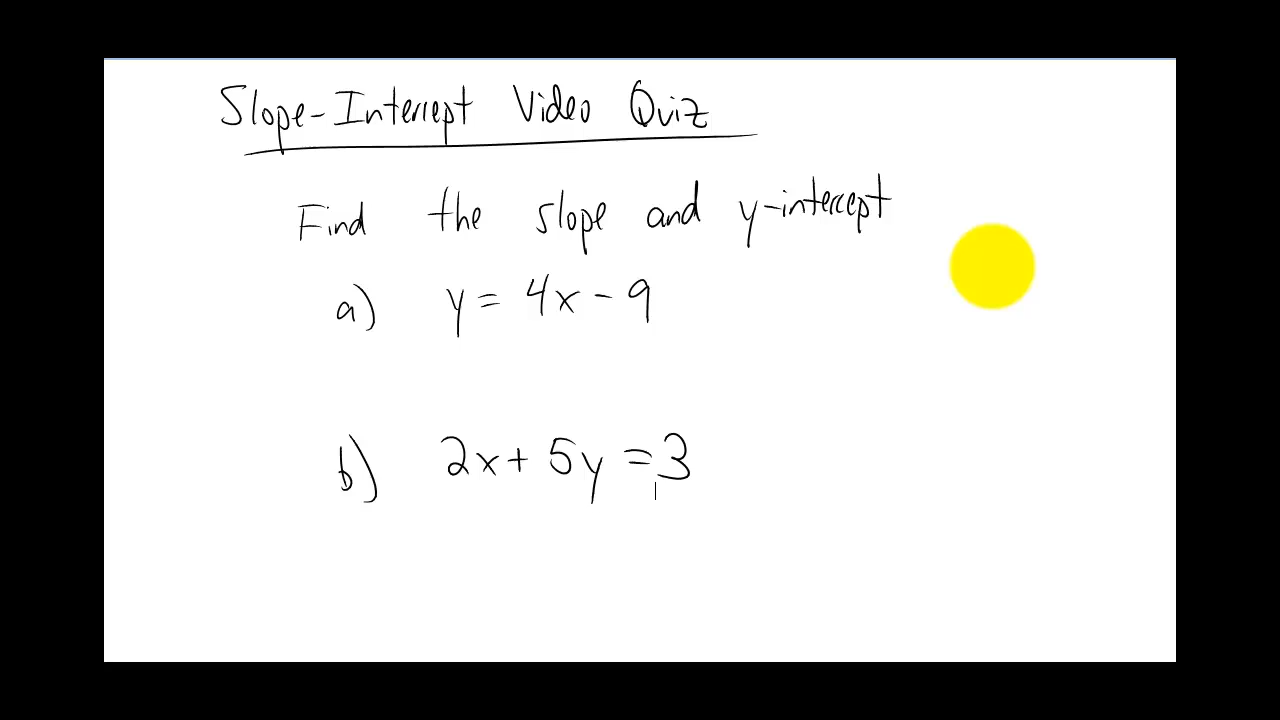 Slope-Intercept Video Quiz
Find the slope and y-intercept
a) y = 4x - 9
b) 2x + 5y = 3